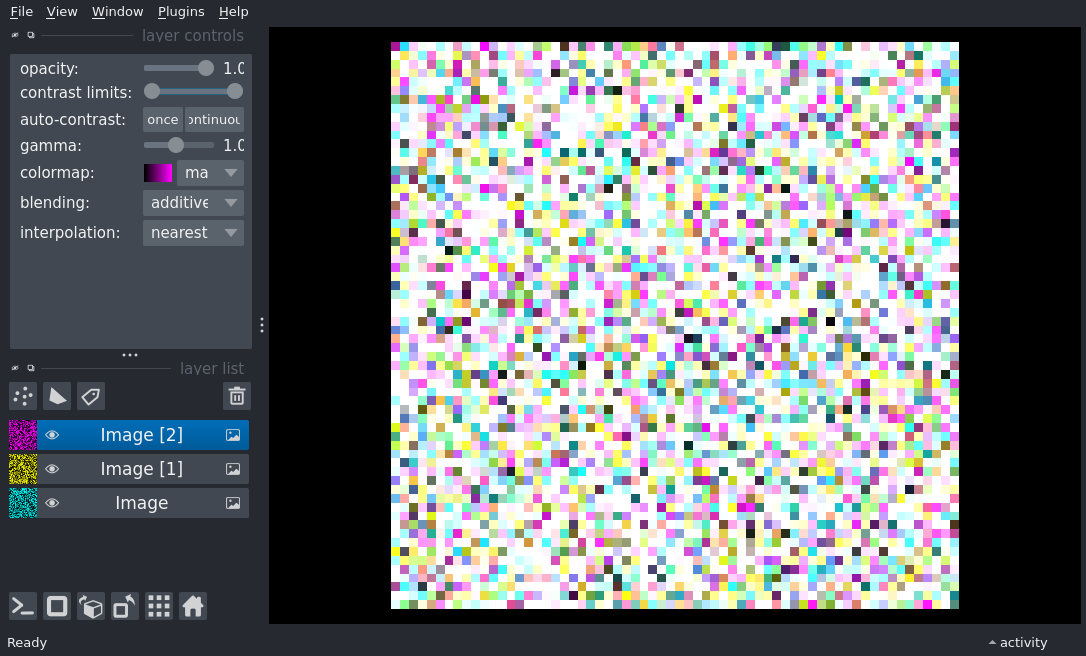 File View Window Plugins Help
layer controls
opacity: 1.0
contrast limits:
auto-contrast: once ontinuou
gamma: 1.0
colormap: ma
blending: additive
interpolation: nearest
layer list
Image [2]
Image [1]
Image
Ready
activity